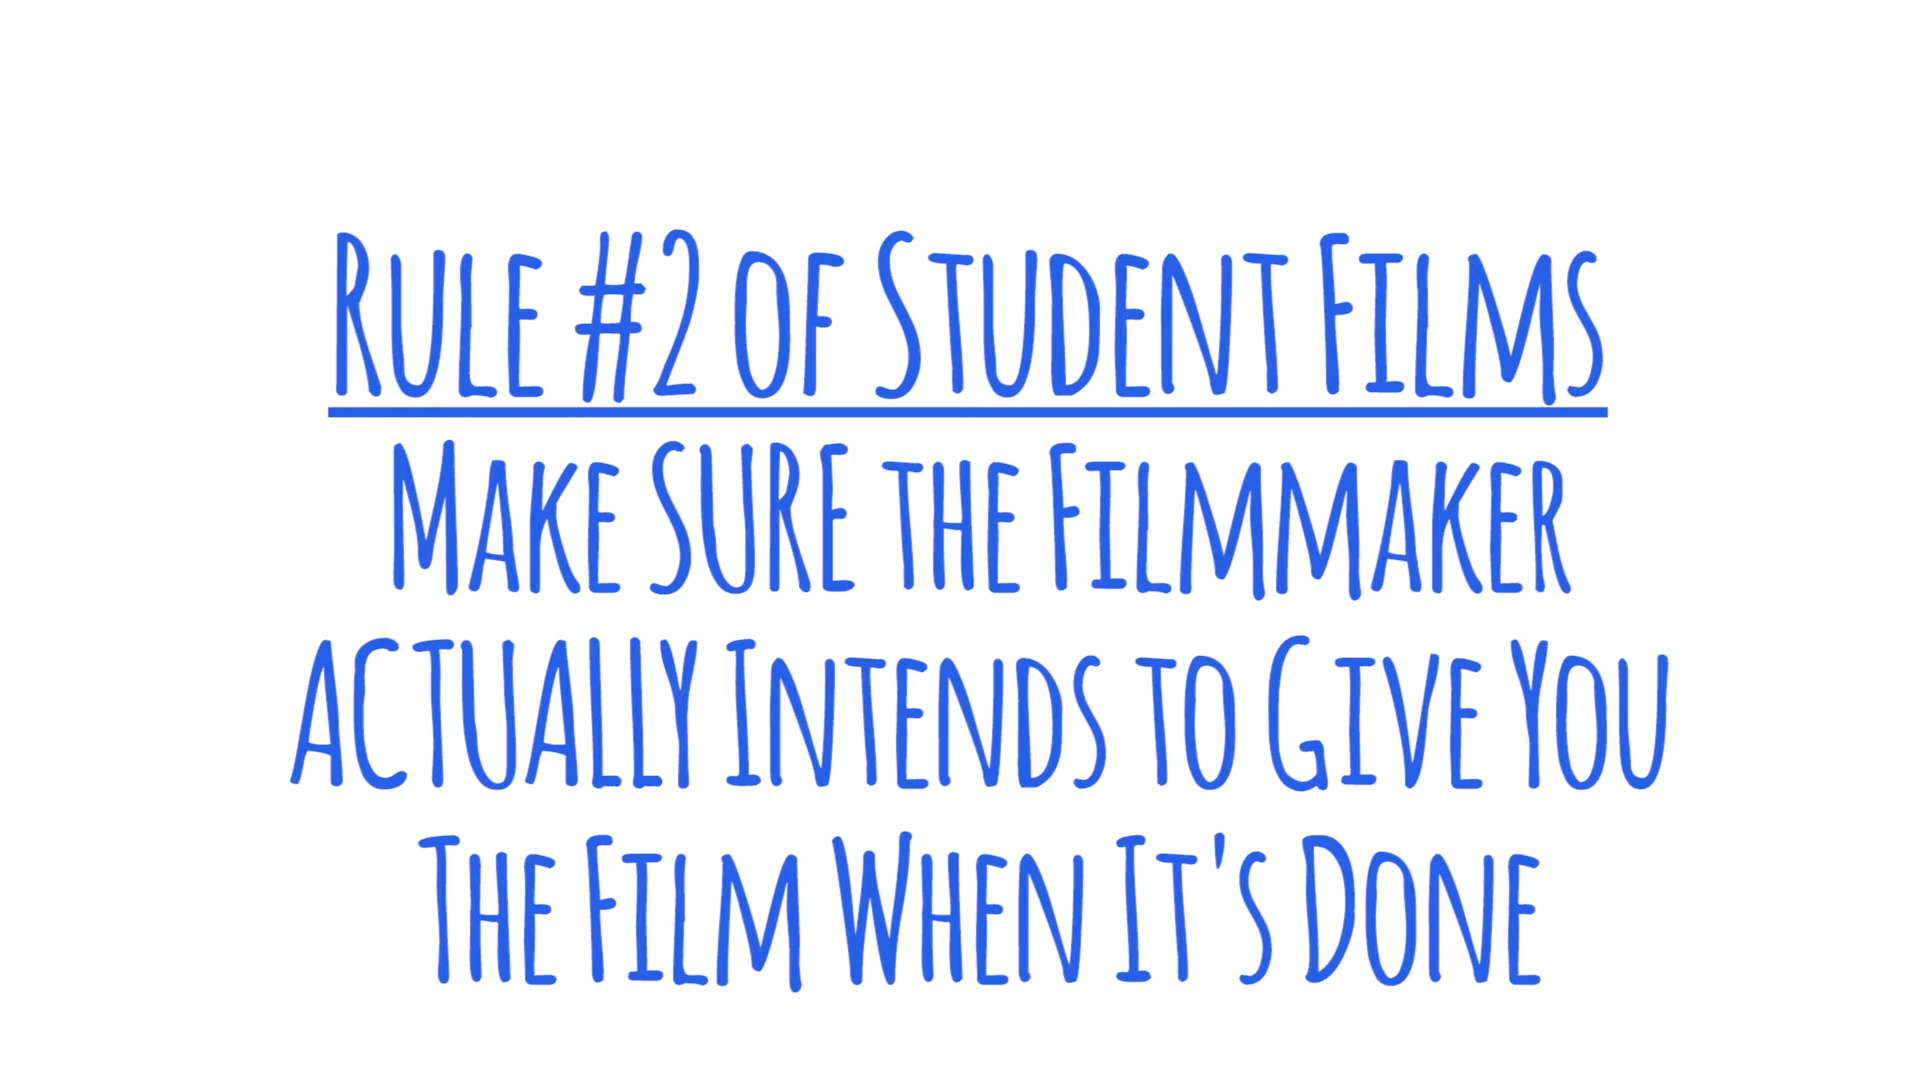 Rule #2 of Student Films
Make SURE the Filmmaker
ACTUALLY Intends to Give You
The Film When It's Done